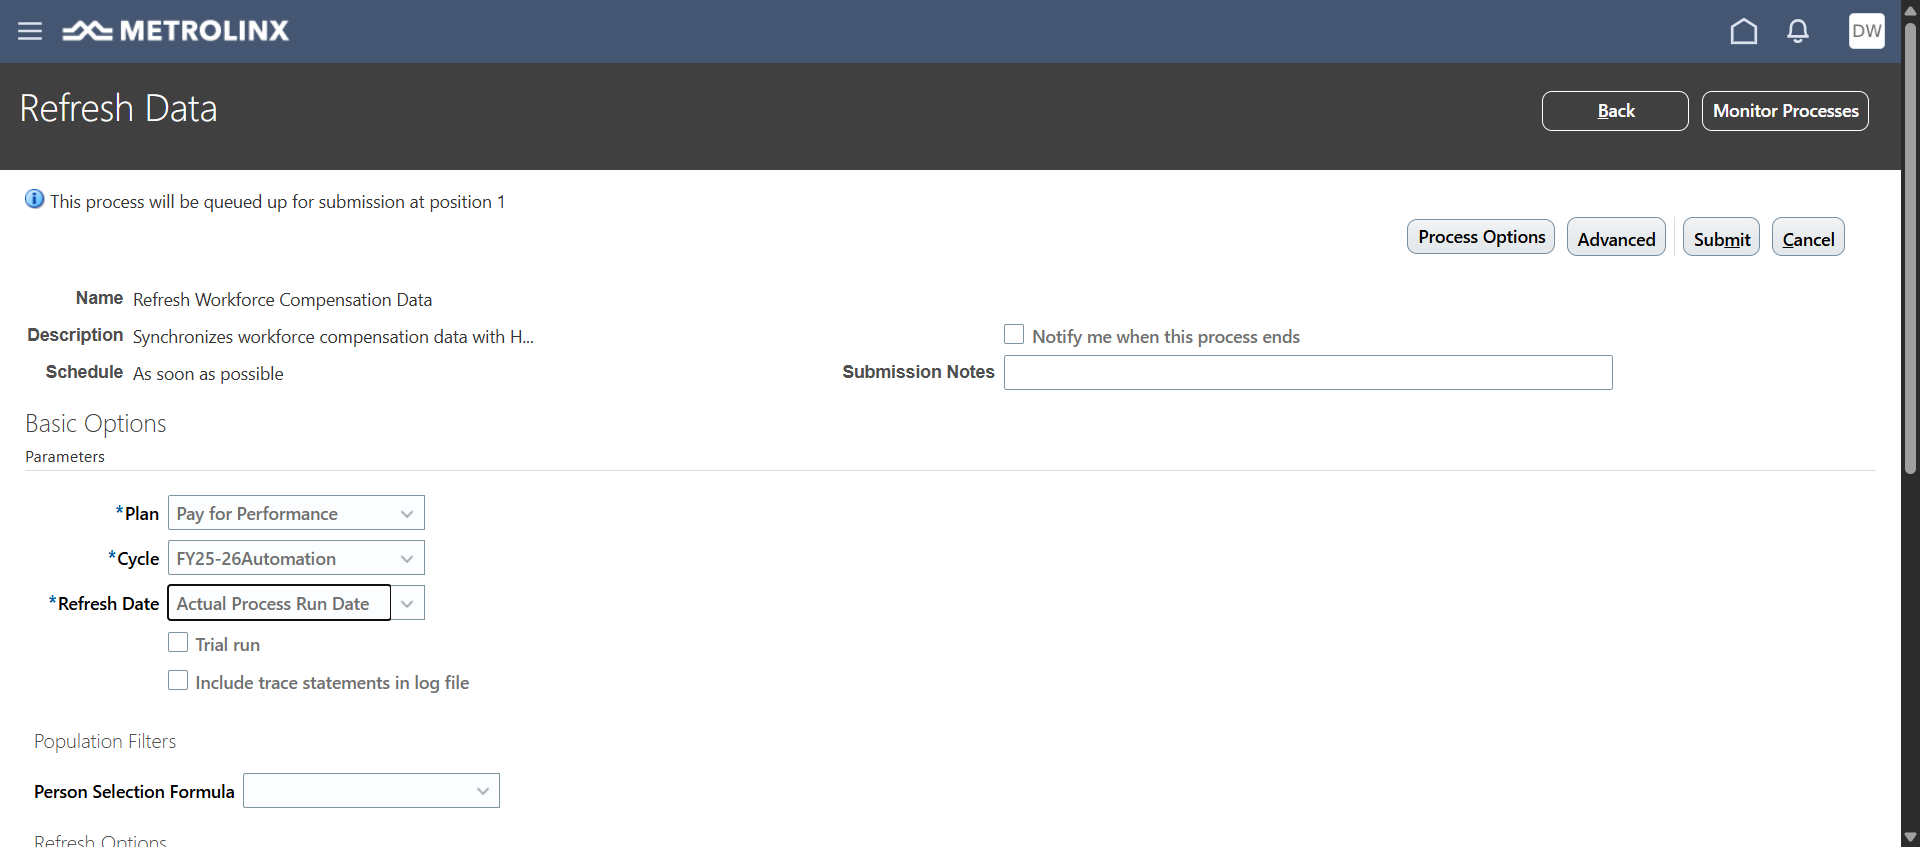 METROLINX
DW
Refresh Data
Back
Monitor Processes
This process will be queued up for submission at position 1
Process Options
Advanced
Submit
Cancel
Name Refresh Workforce Compensation Data
Description Synchronizes workforce compensation data with H...
Notify me when this process ends
Schedule As soon as possible
Submission Notes
Basic Options
Parameters
*Plan Pay for Performance
*Cycle FY25-26Automation
*Refresh Date Actual Process Run Date
Trial run
Include trace statements in log file
Population Filters
Person Selection Formula
Refresh Options